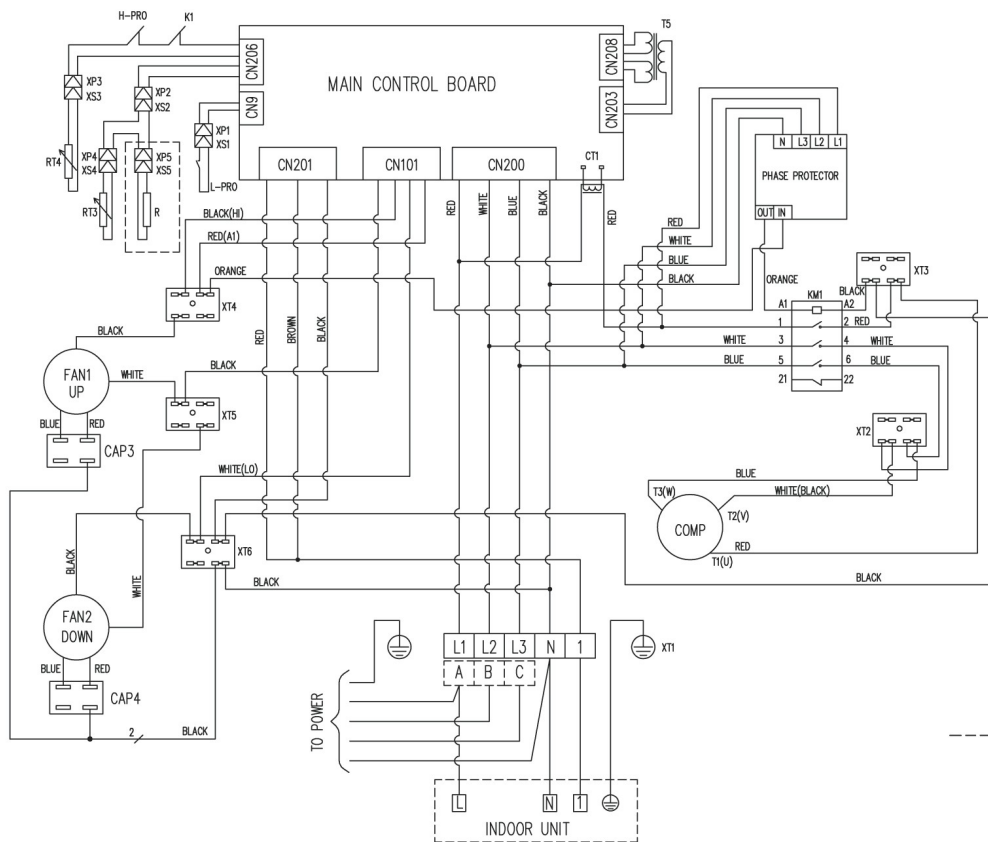 H-PRO K1
CN206
CN9
MAIN CONTROL BOARD
CN208
CN203
T5
XP3
XS3
XP2
XS2
XP1
XS1
RT4
XP4
XS4
XP5
XS5
RT3
R
L-PRO
CN201
CN101
CN200
CT1
N L3 L2 L1
PHASE PROTECTOR
OUT IN
RED
WHITE
BLUE
BLACK
RED
BLACK(HI)
RED(A1)
ORANGE
RED
WHITE
BLUE
BLACK
ORANGE
BLACK
XT3
XT4
KM1
A1 A2
1 2 RED
WHITE 3 4 WHITE
BLUE 5 6 BLUE
21 22
RED
BROWN
BLACK
BLACK
FAN1
UP
WHITE
BLACK
BLUE
RED
XT5
CAP3
XT2
WHITE(LO)
BLUE
T3(W)
WHITE(BLACK)
T2(V)
COMP
RED
T1(U)
XT6
BLACK
WHITE
BLACK
BLACK
FAN2
DOWN
BLUE
RED
CAP4
2
BLACK
L1 L2 L3 N 1
XT1
A B C
TO POWER
L N 1
INDOOR UNIT